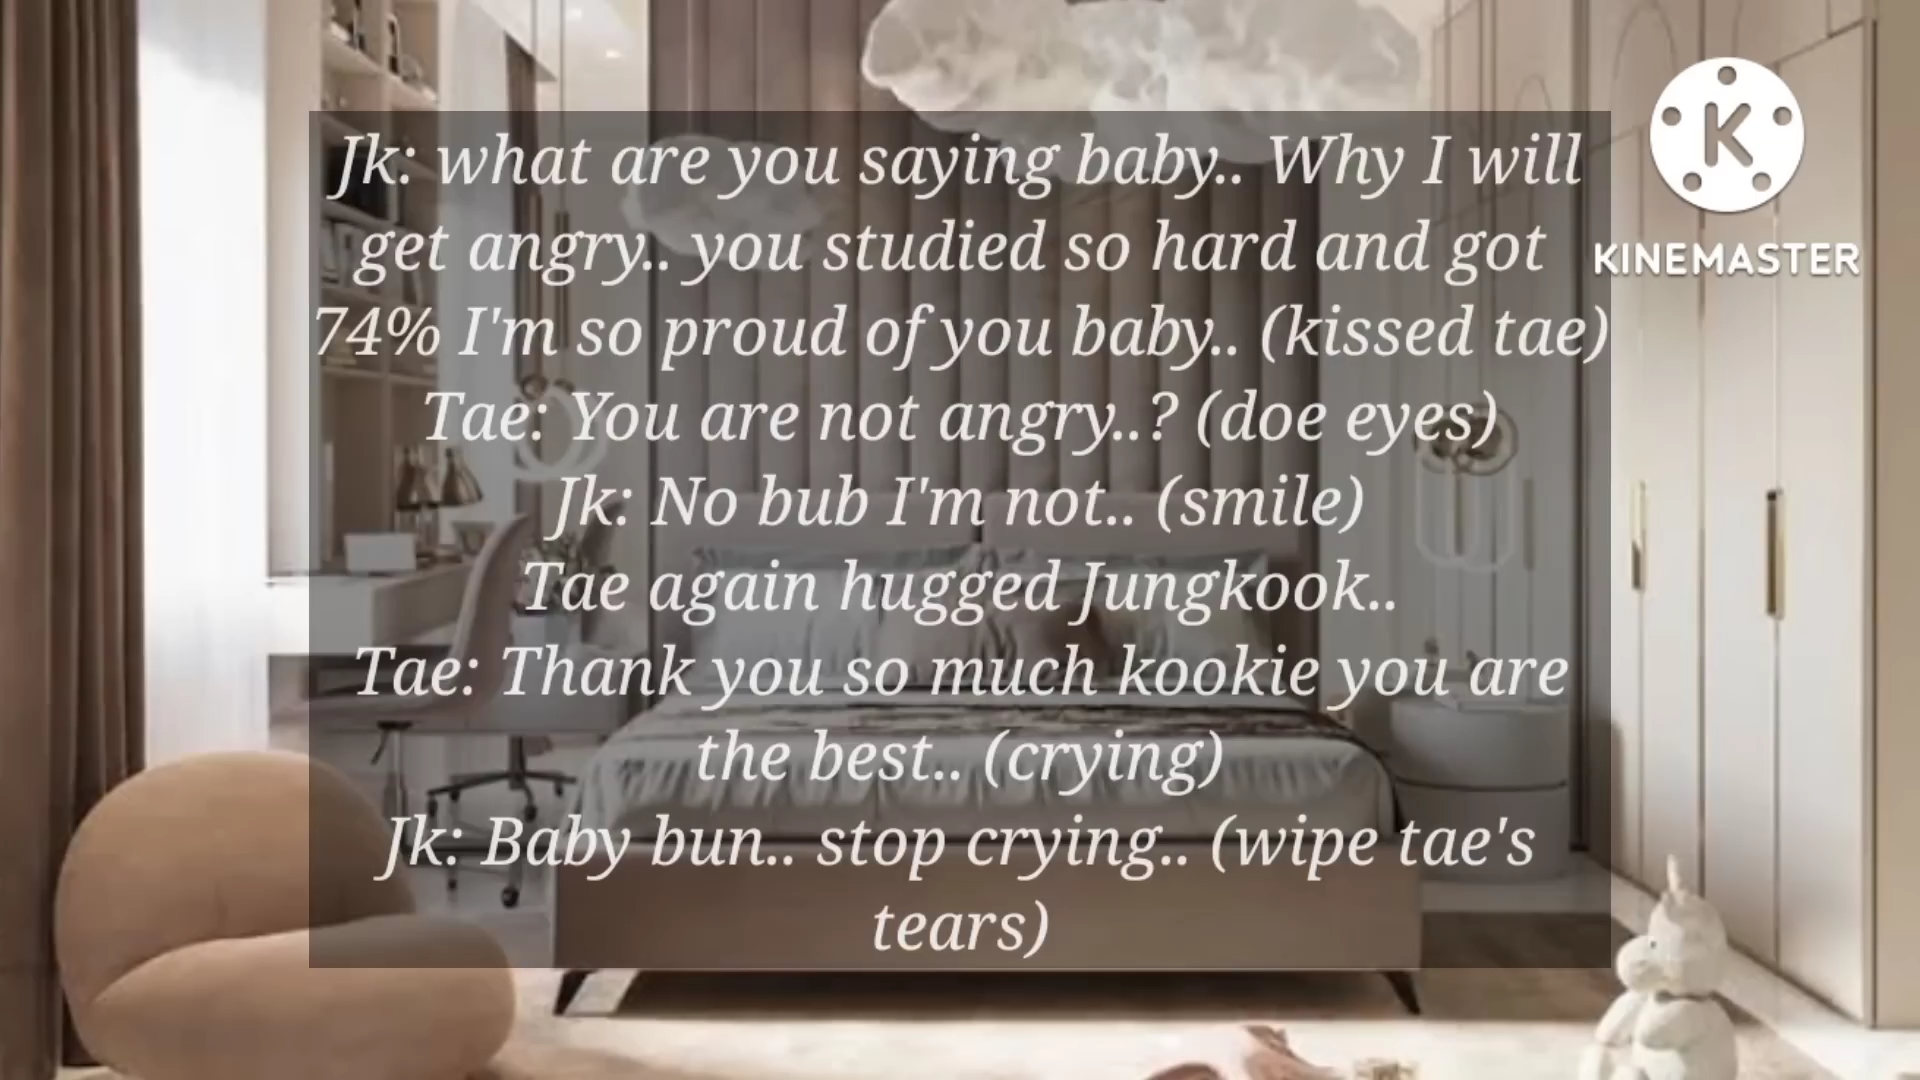 Jk: what are you saying baby.. Why I will
get angry.. you studied so hard and got
74% I'm so proud of you baby.. (kissed tae)
Tae: You are not angry..? (doe eyes)
Jk: No bub I'm not.. (smile)
Tae again hugged Jungkook..
Tae: Thank you so much kookie you are
the best.. (crying)
Jk: Baby bun.. stop crying.. (wipe tae's
tears)
K
KINEMASTER